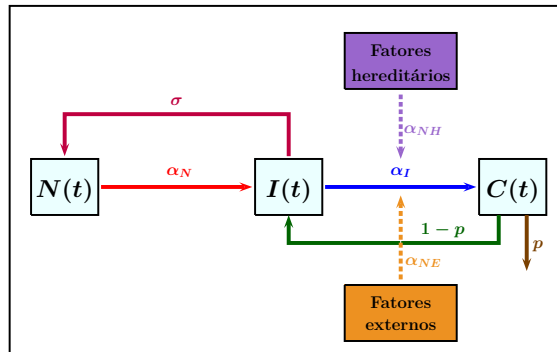 Fatores
hereditários
σ
α_NH
N(t)
α_N
I(t)
α_I
C(t)
1 − p
p
α_NE
Fatores
externos